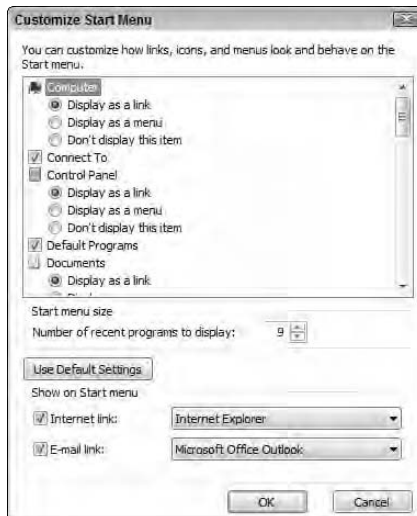 Customize Start Menu
You can customize how links, icons, and menus look and behave on the
Start menu.
Computer
Display as a link
Display as a menu
Don't display this item
Connect To
Control Panel
Display as a link
Display as a menu
Don't display this item
Default Programs
Documents
Display as a link
Start menu size
Number of recent programs to display: 9
Use Default Settings
Show on Start menu
Internet link: Internet Explorer
E-mail link: Microsoft Office Outlook
OK Cancel